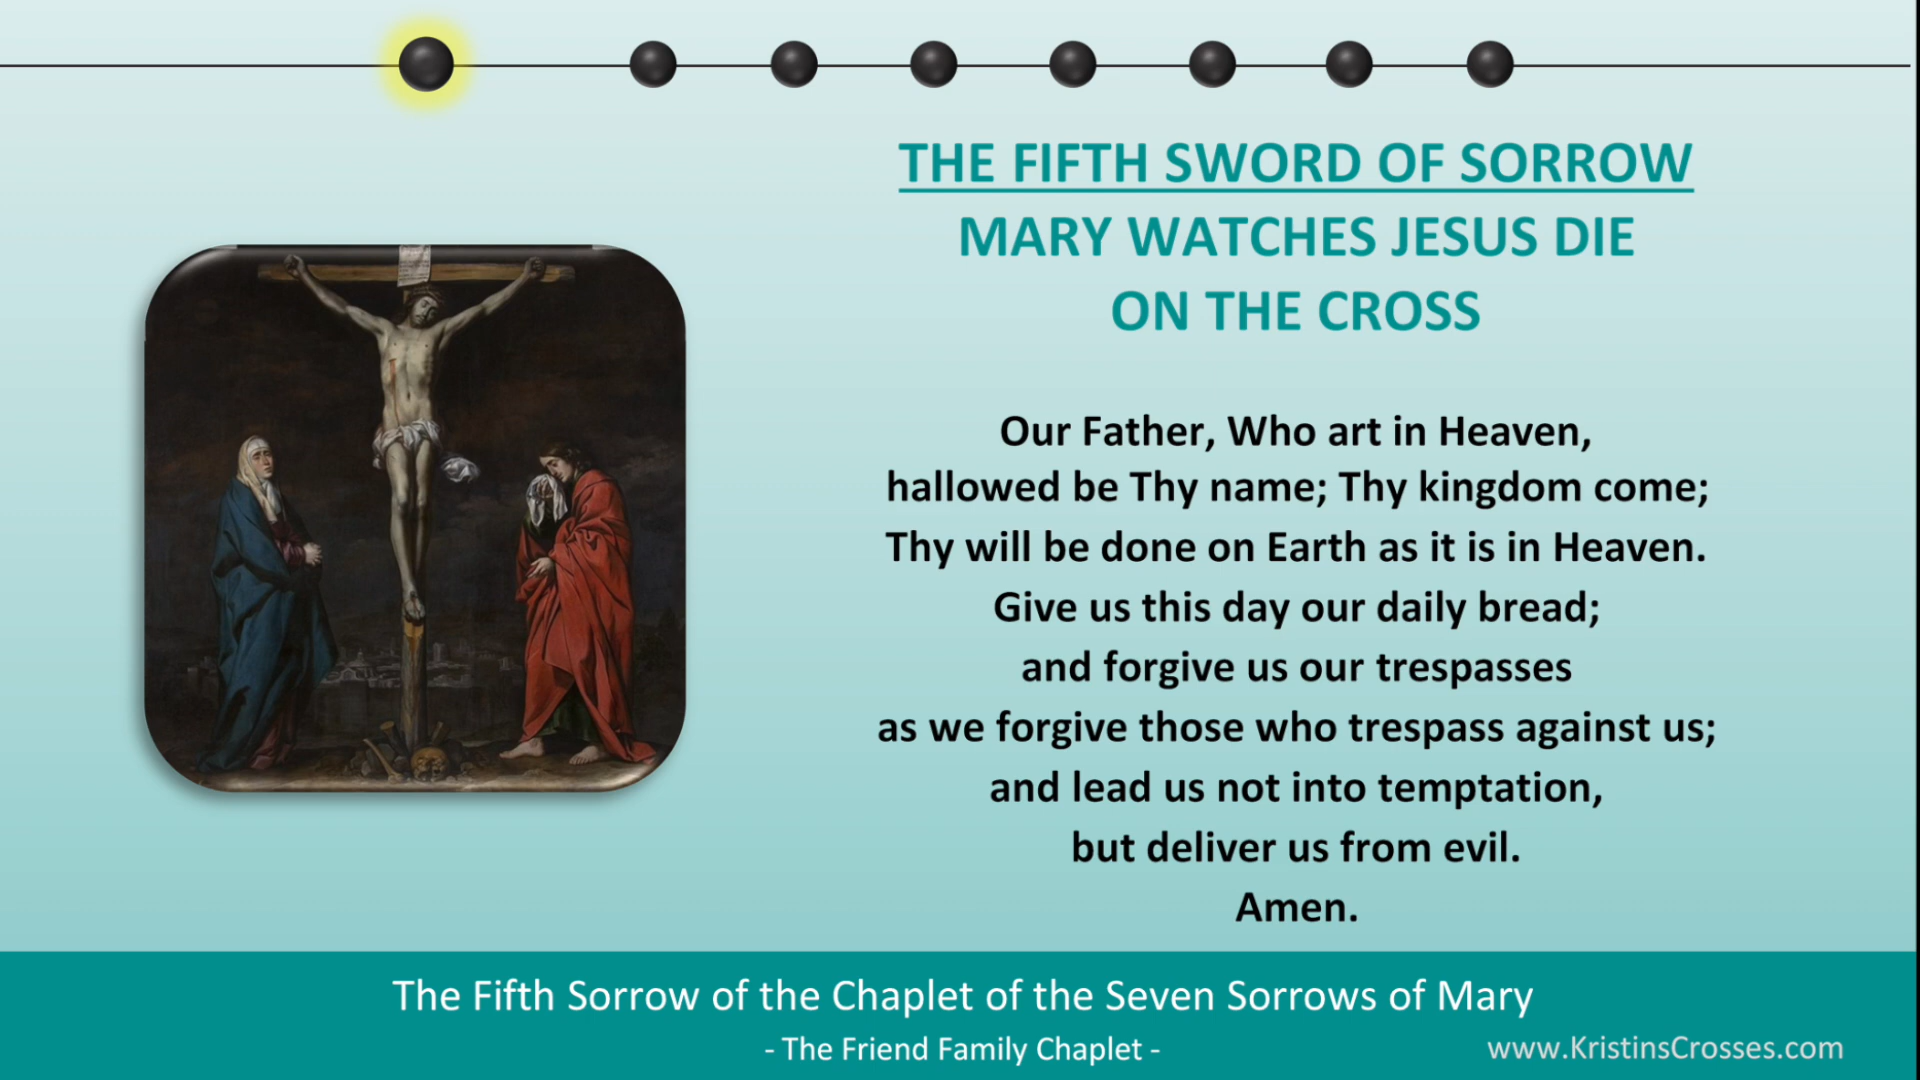 THE FIFTH SWORD OF SORROW
MARY WATCHES JESUS DIE
ON THE CROSS
Our Father, Who art in Heaven,
hallowed be Thy name; Thy kingdom come;
Thy will be done on Earth as it is in Heaven.
Give us this day our daily bread;
and forgive us our trespasses
as we forgive those who trespass against us;
and lead us not into temptation,
but deliver us from evil.
Amen.
The Fifth Sorrow of the Chaplet of the Seven Sorrows of Mary
- The Friend Family Chaplet -
www.KristinsCrosses.com